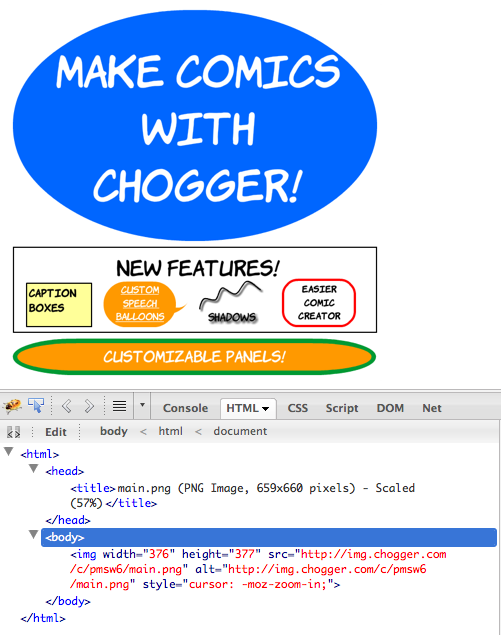 MAKE COMICS
WITH
CHOGGER!
NEW FEATURES!
CAPTION
BOXES
CUSTOM
SPEECH
BALLOONS
SHADOWS
EASIER
COMIC
CREATOR
CUSTOMIZABLE PANELS!
Console HTML CSS Script DOM Net
Edit body < html < document
<html>
<head>
<title>main.png (PNG Image, 659x660 pixels) - Scaled
(57%)</title>
</head>
<body>
<img width="376" height="377" src="http://img.chogger.com
/c/pmsw6/main.png" alt="http://img.chogger.com/c/pmsw6
/main.png" style="cursor: -moz-zoom-in;">
</body>
</html>